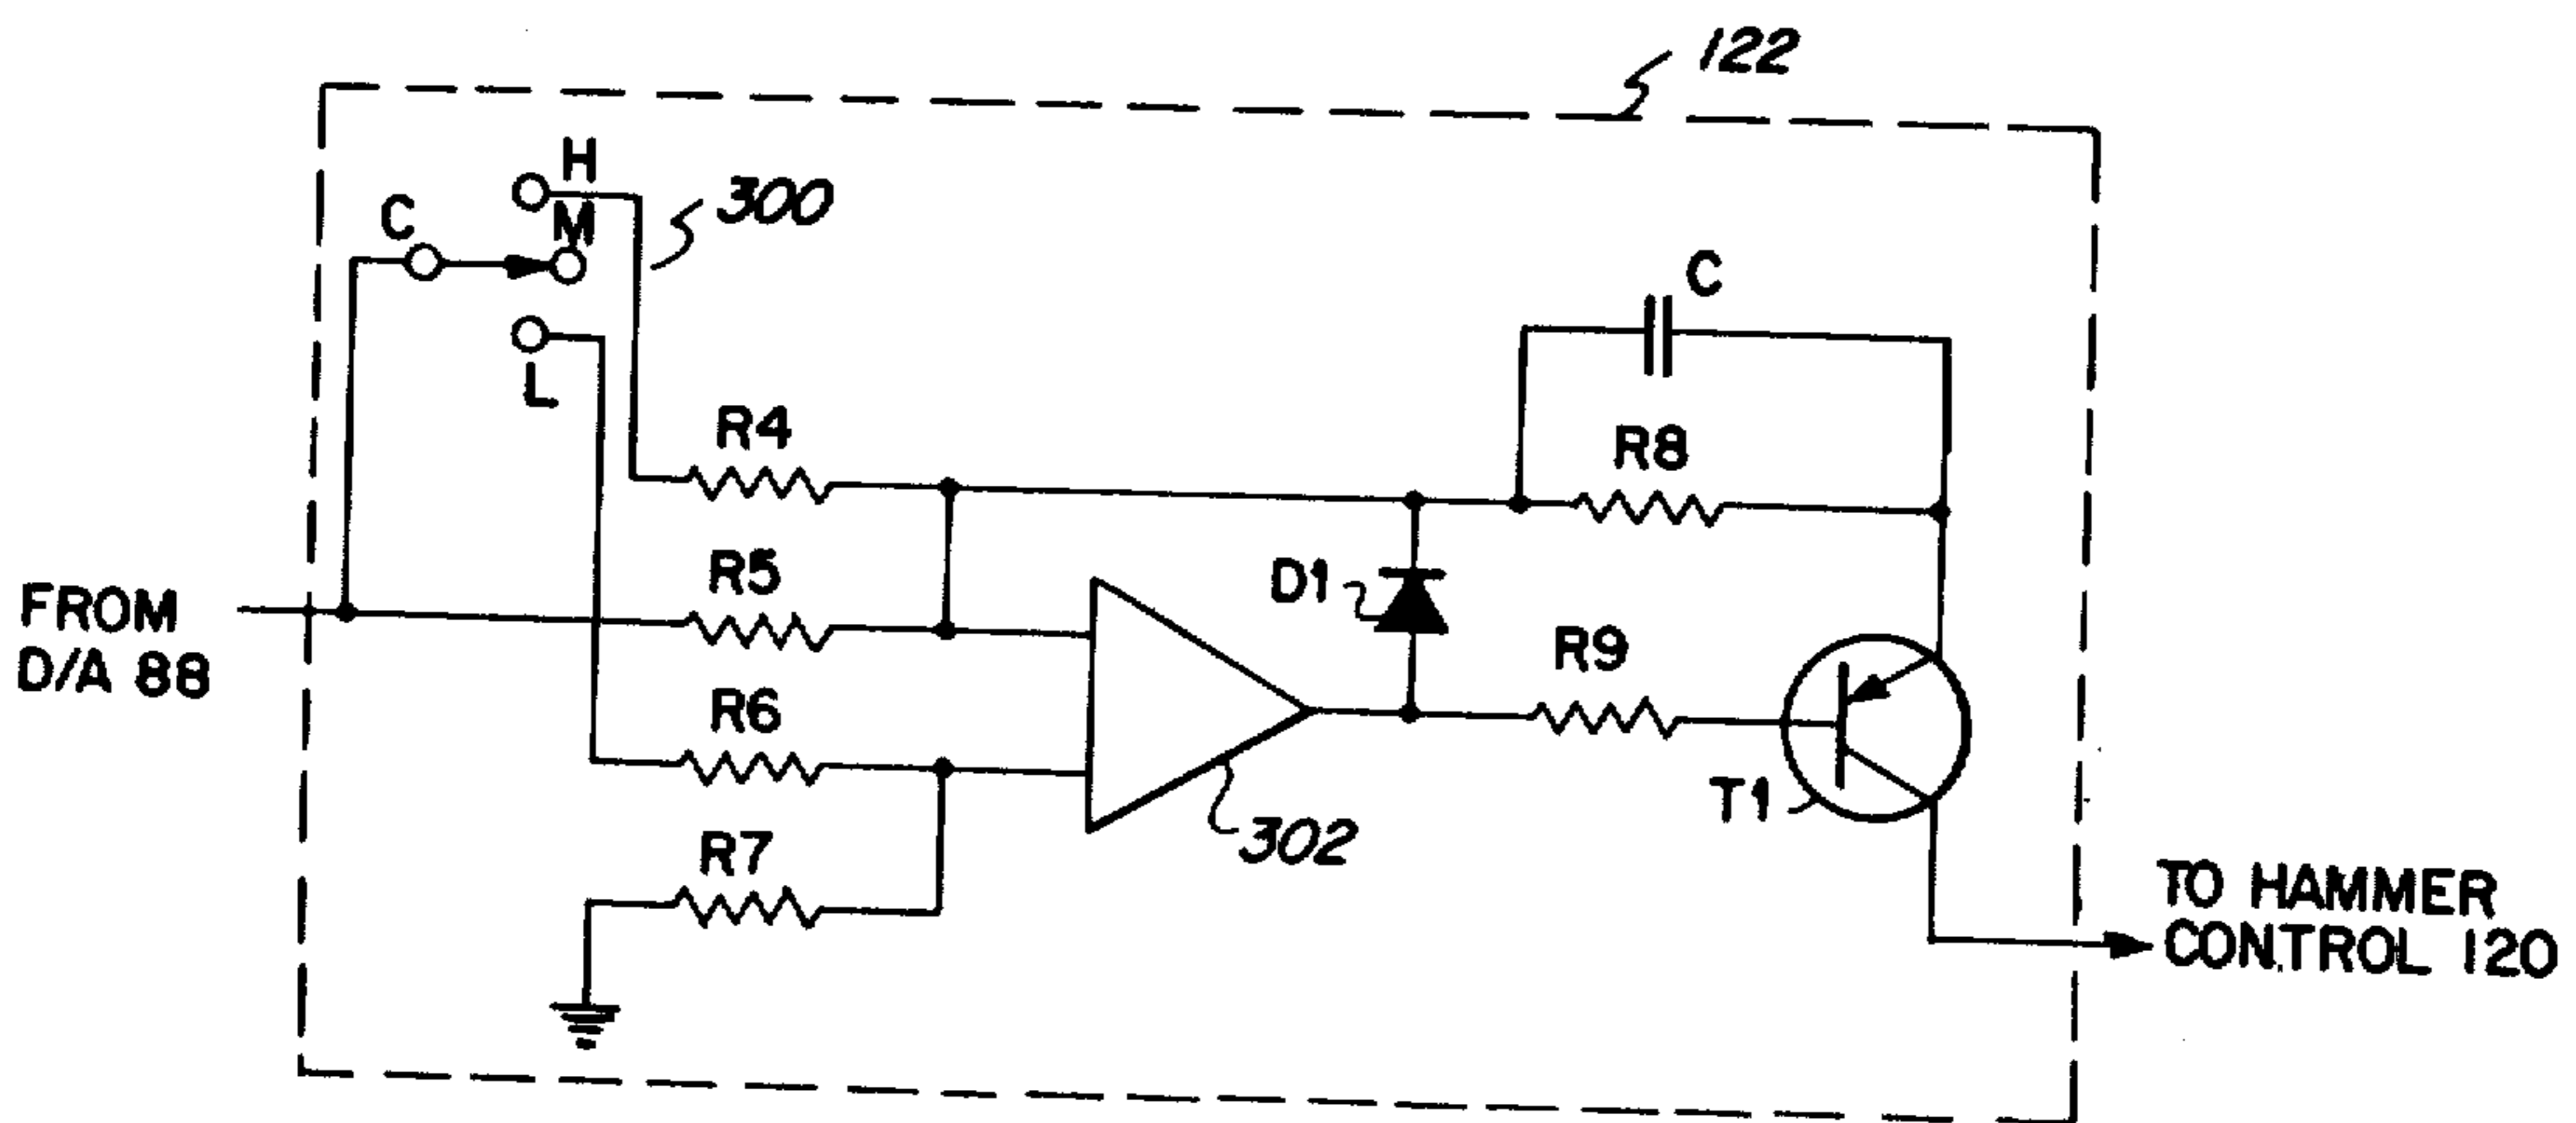 122
H
C
M
300
L
C
R4
R8
R5
D1
FROM
D/A 88
R6
R9
T1
302
R7
TO HAMMER
CONTROL 120